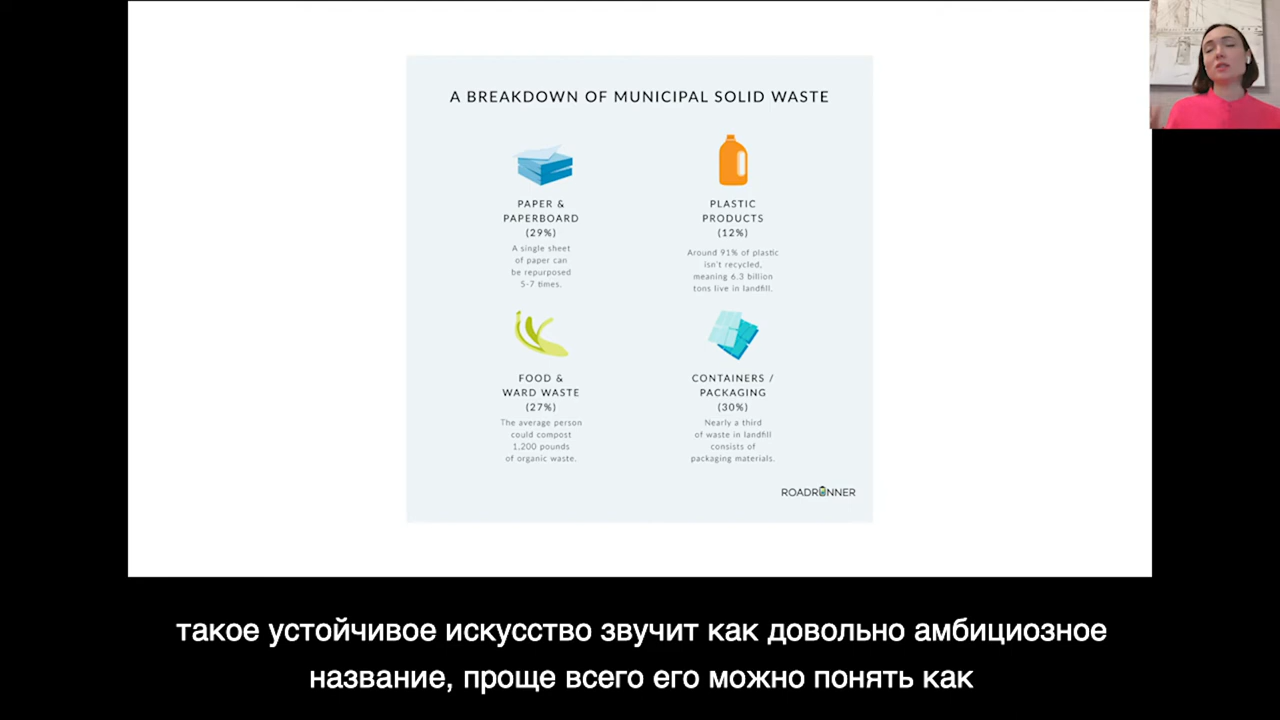 A BREAKDOWN OF MUNICIPAL SOLID WASTE
PAPER &
PAPERBOARD
(29%)
A single sheet
of paper can
be repurposed
5-7 times.
PLASTIC
PRODUCTS
(12%)
Around 91% of plastic
isn't recycled,
meaning 6.3 billion
tons live in landfill.
FOOD &
WARD WASTE
(27%)
The average person
could compost
1,200 pounds
of organic waste.
CONTAINERS /
PACKAGING
(30%)
Nearly a third
of waste in landfill
consists of
packaging materials.
ROADRUNNER
такое устойчивое искусство звучит как довольно амбициозное
название, проще всего его можно понять как